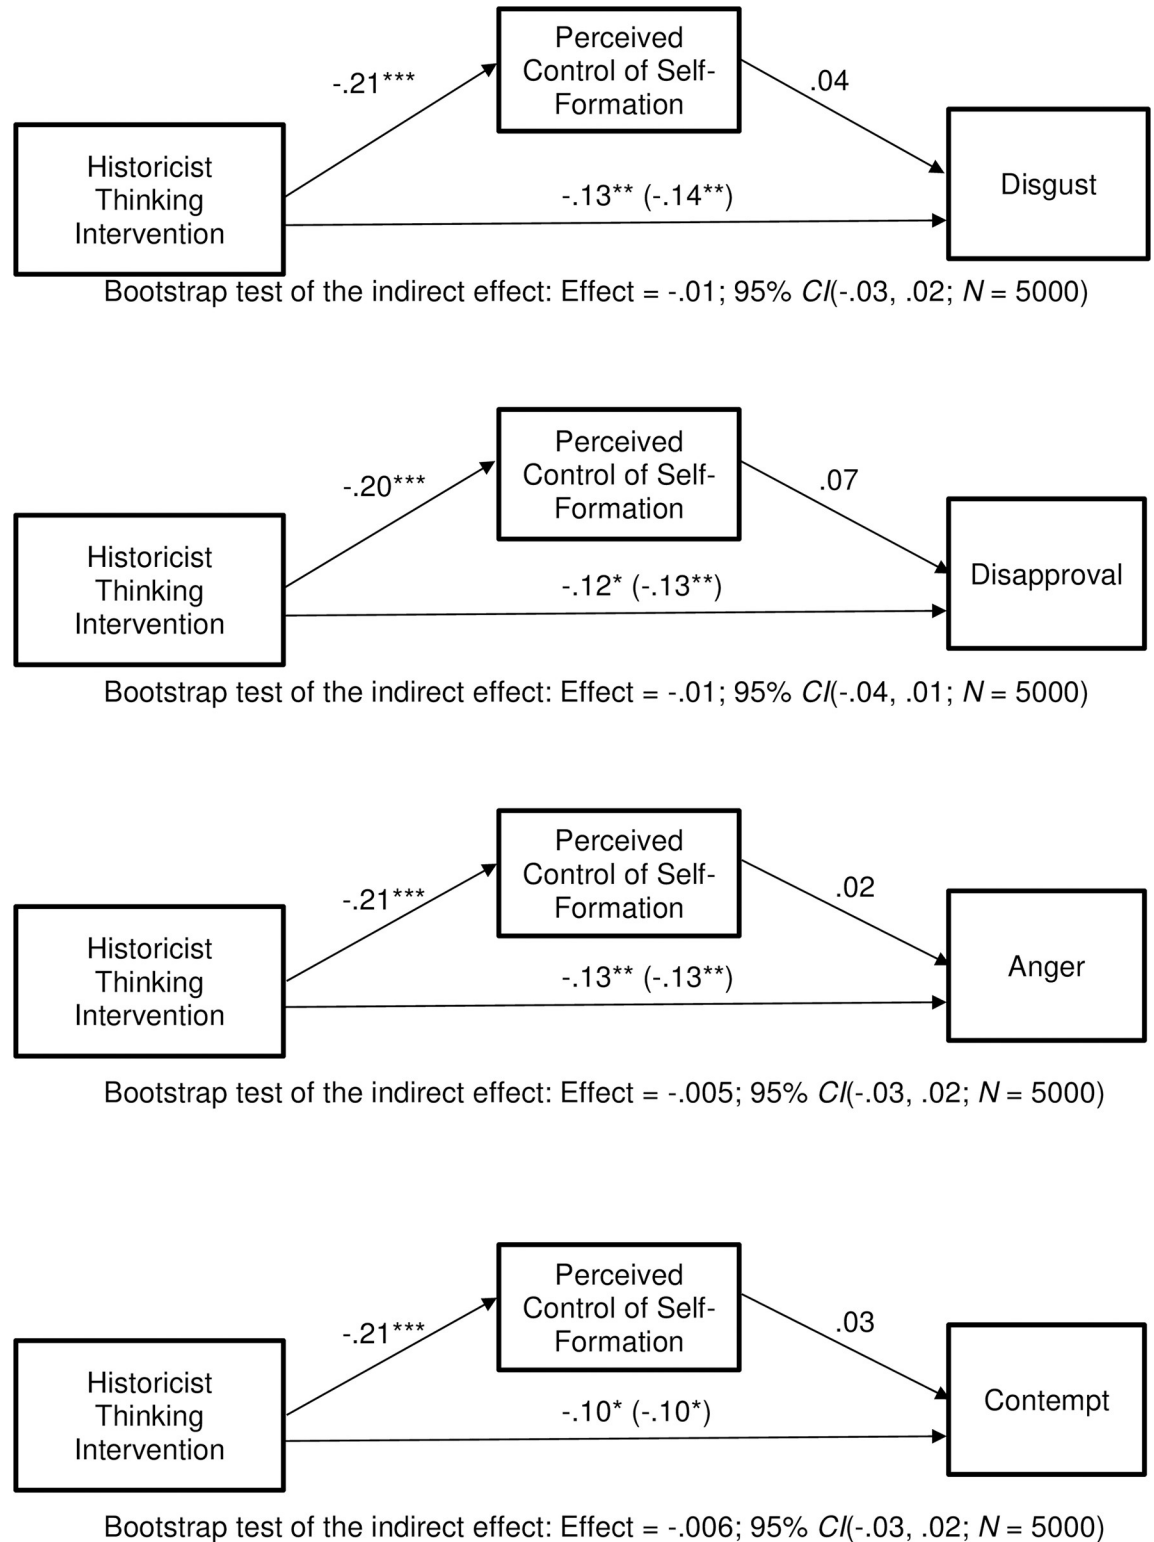 Perceived
Control of Self-
Formation
-.21***
.04
Historicist
Thinking
Intervention
-.13** (-.14**)
Disgust
Bootstrap test of the indirect effect: Effect = -.01; 95% CI(-.03, .02; N = 5000)
Perceived
Control of Self-
Formation
-.20***
.07
Historicist
Thinking
Intervention
-.12* (-.13**)
Disapproval
Bootstrap test of the indirect effect: Effect = -.01; 95% CI(-.04, .01; N = 5000)
Perceived
Control of Self-
Formation
-.21***
.02
Historicist
Thinking
Intervention
-.13** (-.13**)
Anger
Bootstrap test of the indirect effect: Effect = -.005; 95% CI(-.03, .02; N = 5000)
Perceived
Control of Self-
Formation
-.21***
.03
Historicist
Thinking
Intervention
-.10* (-.10*)
Contempt
Bootstrap test of the indirect effect: Effect = -.006; 95% CI(-.03, .02; N = 5000)